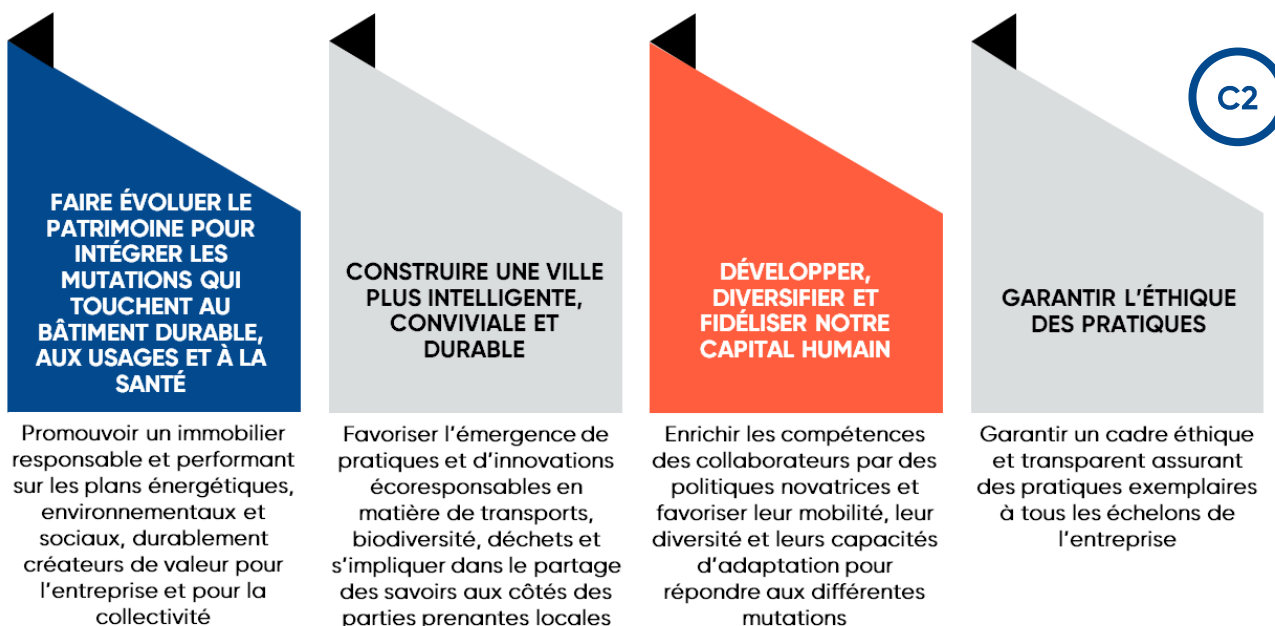 FAIRE ÉVOLUER LE
PATRIMOINE POUR
INTÉGRER LES
MUTATIONS QUI
TOUCHENT AU
BÂTIMENT DURABLE,
AUX USAGES ET À LA
SANTÉ
Promouvoir un immobilier
responsable et performant
sur les plans énergétiques,
environnementaux et
sociaux, durablement
créateurs de valeur pour
l'entreprise et pour la
collectivité
CONSTRUIRE UNE VILLE
PLUS INTELLIGENTE,
CONVIVIALE ET
DURABLE
Favoriser l'émergence de
pratiques et d'innovations
écoresponsables en
matière de transports,
biodiversité, déchets et
s'impliquer dans le partage
des savoirs aux côtés des
parties prenantes locales
DÉVELOPPER,
DIVERSIFIER ET
FIDÉLISER NOTRE
CAPITAL HUMAIN
Enrichir les compétences
des collaborateurs par des
politiques novatrices et
favoriser leur mobilité, leur
diversité et leurs capacités
d'adaptation pour
répondre aux différentes
mutations
C2
GARANTIR L'ÉTHIQUE
DES PRATIQUES
Garantir un cadre éthique
et transparent assurant
des pratiques exemplaires
à tous les échelons de
l'entreprise